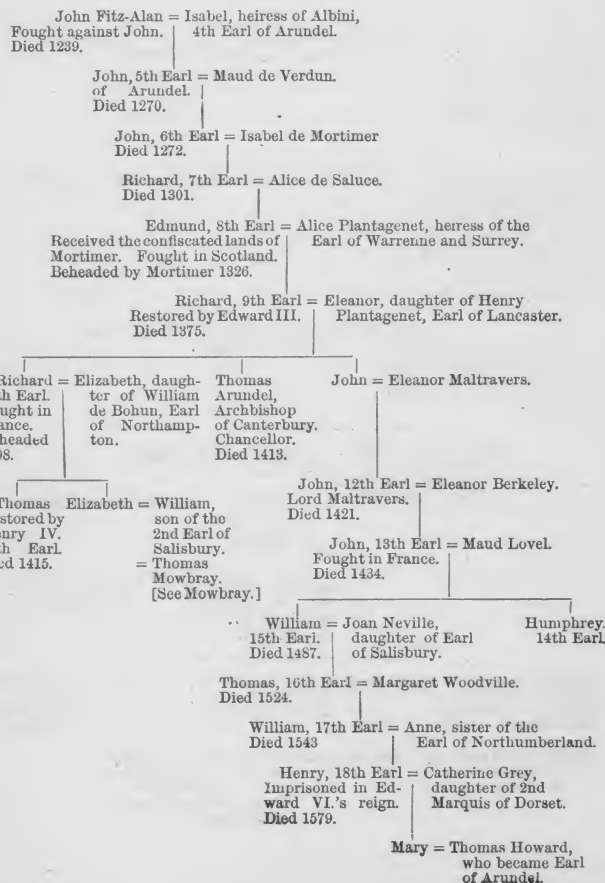 John Fitz-Alan = Isabel, heiress of Albini,
Fought against John. 4th Earl of Arundel.
Died 1239.
John, 5th Earl = Maud de Verdun.
of Arundel.
Died 1270.
John, 6th Earl = Isabel de Mortimer
Died 1272.
Richard, 7th Earl = Alice de Saluce.
Died 1301.
Edmund, 8th Earl = Alice Plantagenet, heiress of the
Received the confiscated lands of Earl of Warrenne and Surrey.
Mortimer. Fought in Scotland.
Beheaded by Mortimer 1326.
Richard, 9th Earl = Eleanor, daughter of Henry
Restored by Edward III. Plantagenet, Earl of Lancaster.
Died 1375.
Richard = Elizabeth, daugh- Thomas John = Eleanor Maltravers.
th Earl. ter of William Arundel,
ught in de Bohun, Earl Archbishop
ance. of Northamp- of Canterbury.
headed ton. Chancellor.
98. Died 1413.
John, 12th Earl = Eleanor Berkeley.
Lord Maltravers.
Died 1421.
Thomas Elizabeth = William,
stored by son of the
enry IV. 2nd Earl of
th Earl. Salisbury.
ed 1415. = Thomas
Mowbray.
[See Mowbray.]
John, 13th Earl = Maud Lovel.
Fought in France.
Died 1434.
William = Joan Neville, Humphrey.
15th Earl. daughter of Earl 14th Earl.
Died 1487. of Salisbury.
Thomas, 16th Earl = Margaret Woodville.
Died 1524.
William, 17th Earl = Anne, sister of the
Died 1543 Earl of Northumberland.
Henry, 18th Earl = Catherine Grey,
Imprisoned in Ed- daughter of 2nd
ward VI.'s reign. Marquis of Dorset.
Died 1579.
Mary = Thomas Howard,
who became Earl
of Arundel.